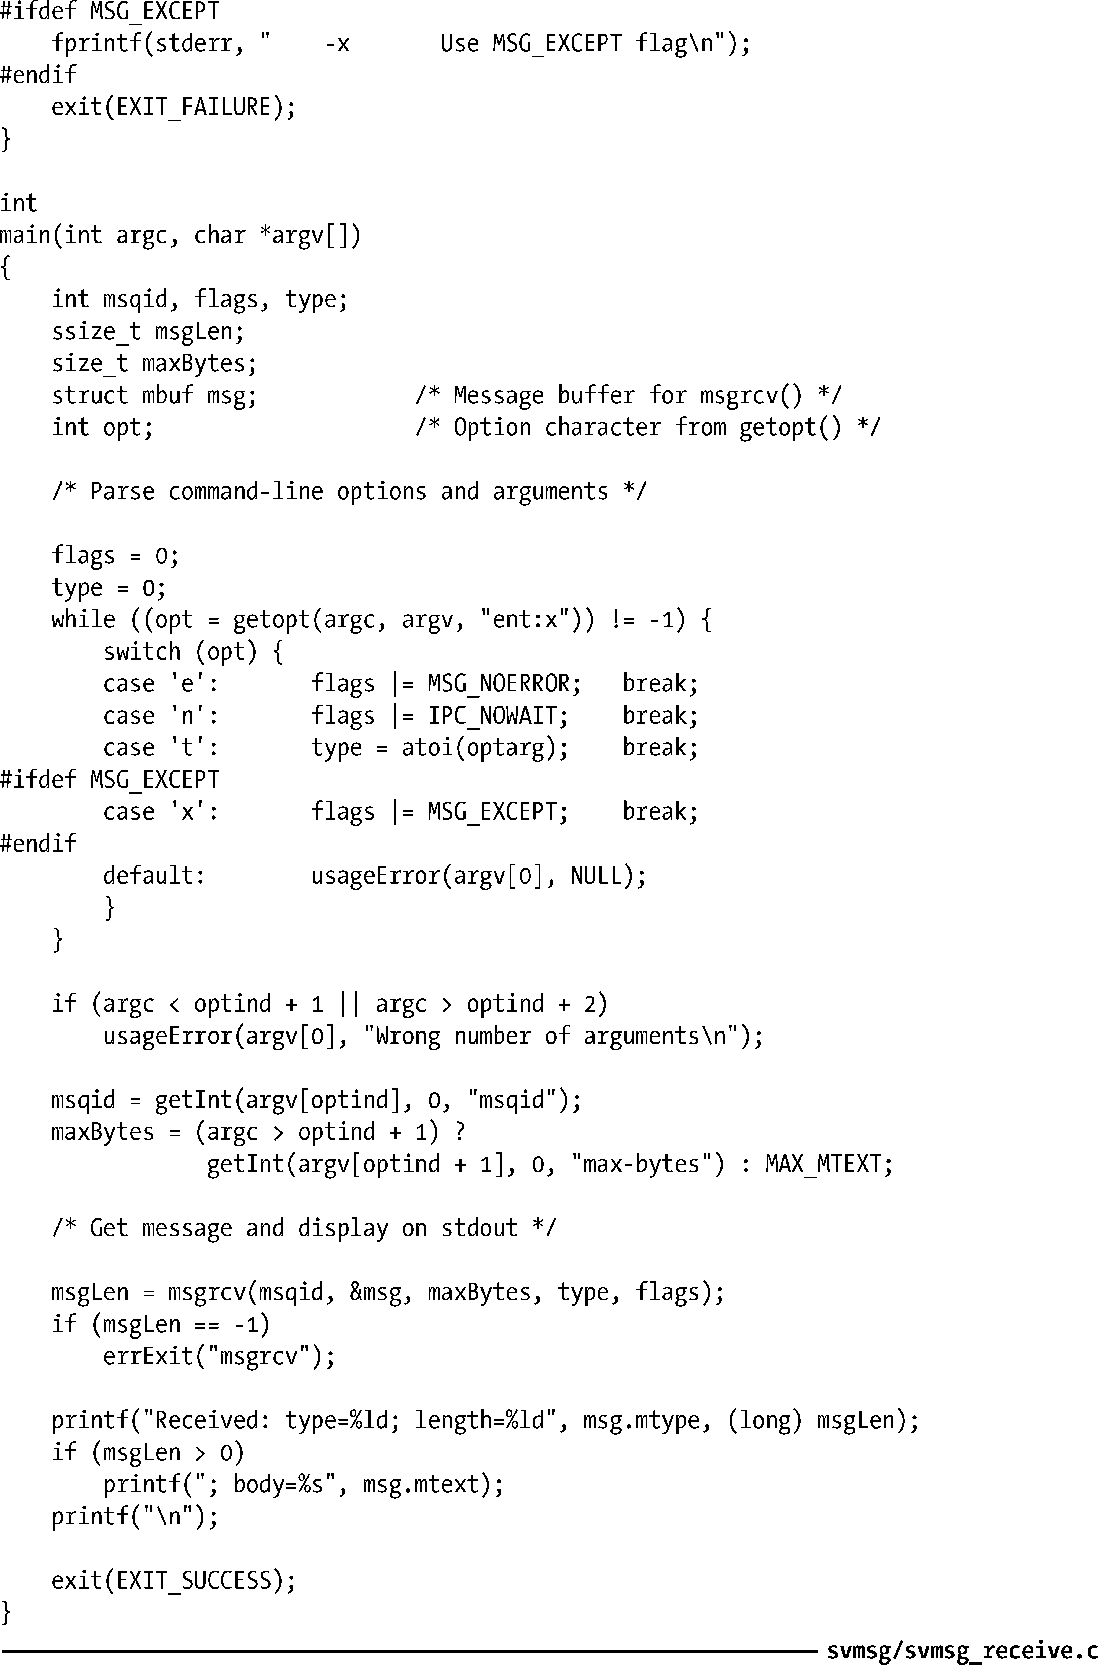 #ifdef MSG_EXCEPT
    fprintf(stderr, "    -x       Use MSG_EXCEPT flag\n");
#endif
    exit(EXIT_FAILURE);
}
int
main(int argc, char *argv[])
{
    int msqid, flags, type;
    ssize_t msgLen;
    size_t maxBytes;
    struct mbuf msg;            /* Message buffer for msgrcv() */
    int opt;                    /* Option character from getopt() */
    /* Parse command-line options and arguments */
    flags = 0;
    type = 0;
    while ((opt = getopt(argc, argv, "ent:x")) != -1) {
        switch (opt) {
        case 'e':       flags |= MSG_NOERROR;   break;
        case 'n':       flags |= IPC_NOWAIT;    break;
        case 't':       type = atoi(optarg);    break;
#ifdef MSG_EXCEPT
        case 'x':       flags |= MSG_EXCEPT;    break;
#endif
        default:        usageError(argv[0], NULL);
        }
    }
    if (argc < optind + 1 || argc > optind + 2)
        usageError(argv[0], "Wrong number of arguments\n");
    msqid = getInt(argv[optind], 0, "msqid");
    maxBytes = (argc > optind + 1) ?
                getInt(argv[optind + 1], 0, "max-bytes") : MAX_MTEXT;
    /* Get message and display on stdout */
    msgLen = msgrcv(msqid, &msg, maxBytes, type, flags);
    if (msgLen == -1)
        errExit("msgrcv");
    printf("Received: type=%ld; length=%ld", msg.mtype, (long) msgLen);
    if (msgLen > 0)
        printf("; body=%s", msg.mtext);
    printf("\n");
    exit(EXIT_SUCCESS);
}
svmsg/svmsg_receive.c